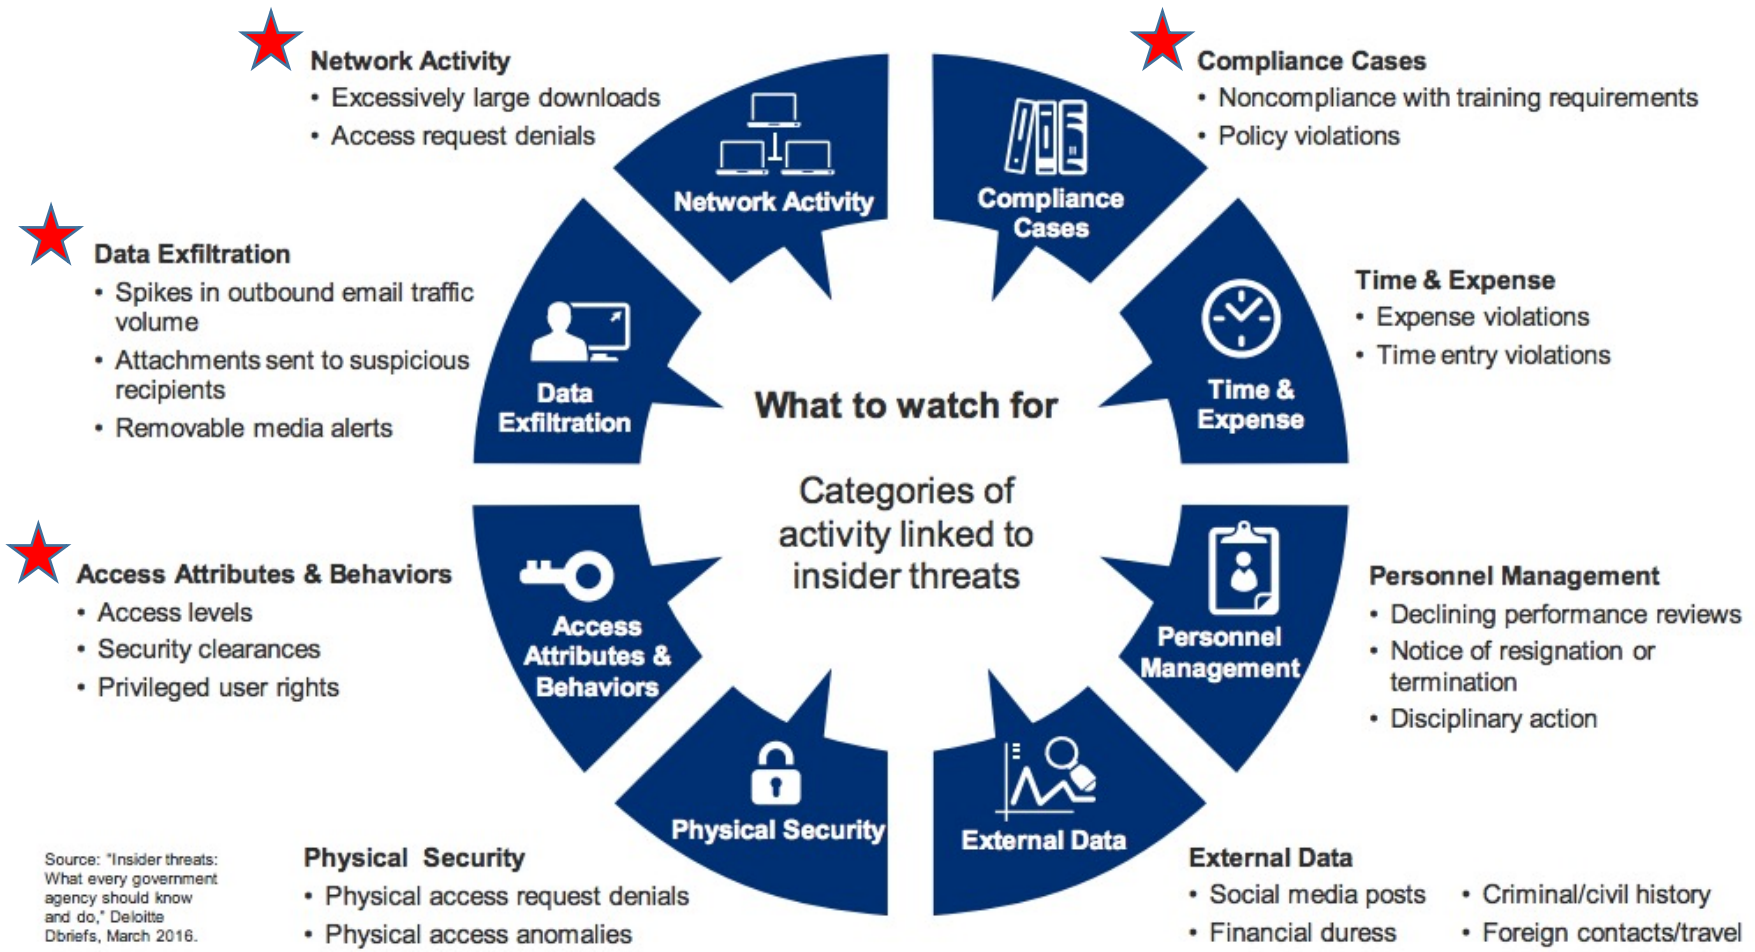 Network Activity
• Excessively large downloads
• Access request denials
Compliance Cases
• Noncompliance with training requirements
• Policy violations
Network Activity
Compliance
Cases
Data Exfiltration
• Spikes in outbound email traffic
volume
• Attachments sent to suspicious
recipients
• Removable media alerts
Data
Exfiltration
Time &
Expense
Time & Expense
• Expense violations
• Time entry violations
What to watch for
Categories of
activity linked to
insider threats
Access Attributes & Behaviors
• Access levels
• Security clearances
• Privileged user rights
Access
Attributes &
Behaviors
Personnel
Management
Personnel Management
• Declining performance reviews
• Notice of resignation or
termination
• Disciplinary action
Physical Security
External Data
Source: "Insider threats:
What every government
agency should know
and do," Deloitte
Dbriefs, March 2016.
Physical Security
• Physical access request denials
• Physical access anomalies
External Data
• Social media posts
• Financial duress
• Criminal/civil history
• Foreign contacts/travel